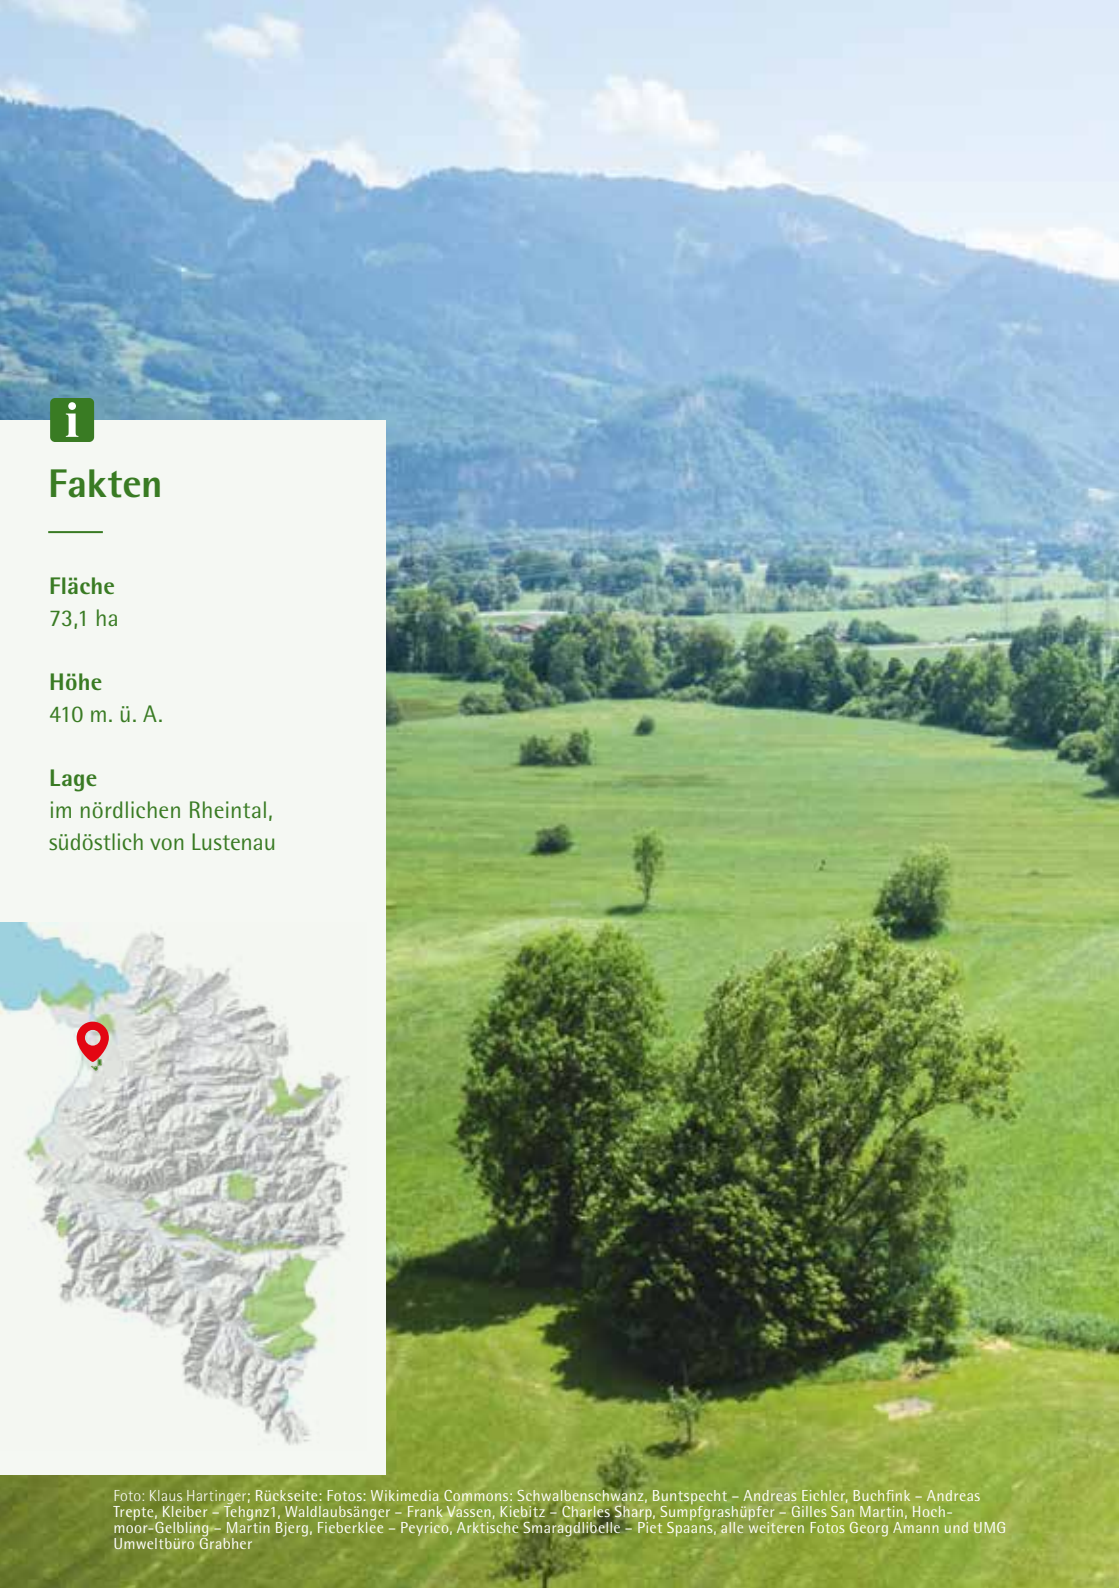 i
Fakten
Fläche
73,1 ha
Höhe
410 m. ü. A.
Lage
im nördlichen Rheintal,
südöstlich von Lustenau
Foto: Klaus Hartinger; Rückseite: Fotos: Wikimedia Commons: Schwalbenschwanz, Buntspecht – Andreas Eichler, Buchfink – Andreas
Trepte, Kleiber – Tehgnz1, Waldlaubsänger – Frank Vassen, Kiebitz – Charles Sharp, Sumpfgrashüpfer – Gilles San Martin, Hoch-
moor-Gelbling – Martin Bjerg, Fieberklee – Peyrico, Arktische Smaragdlibelle – Piet Spaans, alle weiteren Fotos Georg Amann und UMG
Umweltbüro Grabher